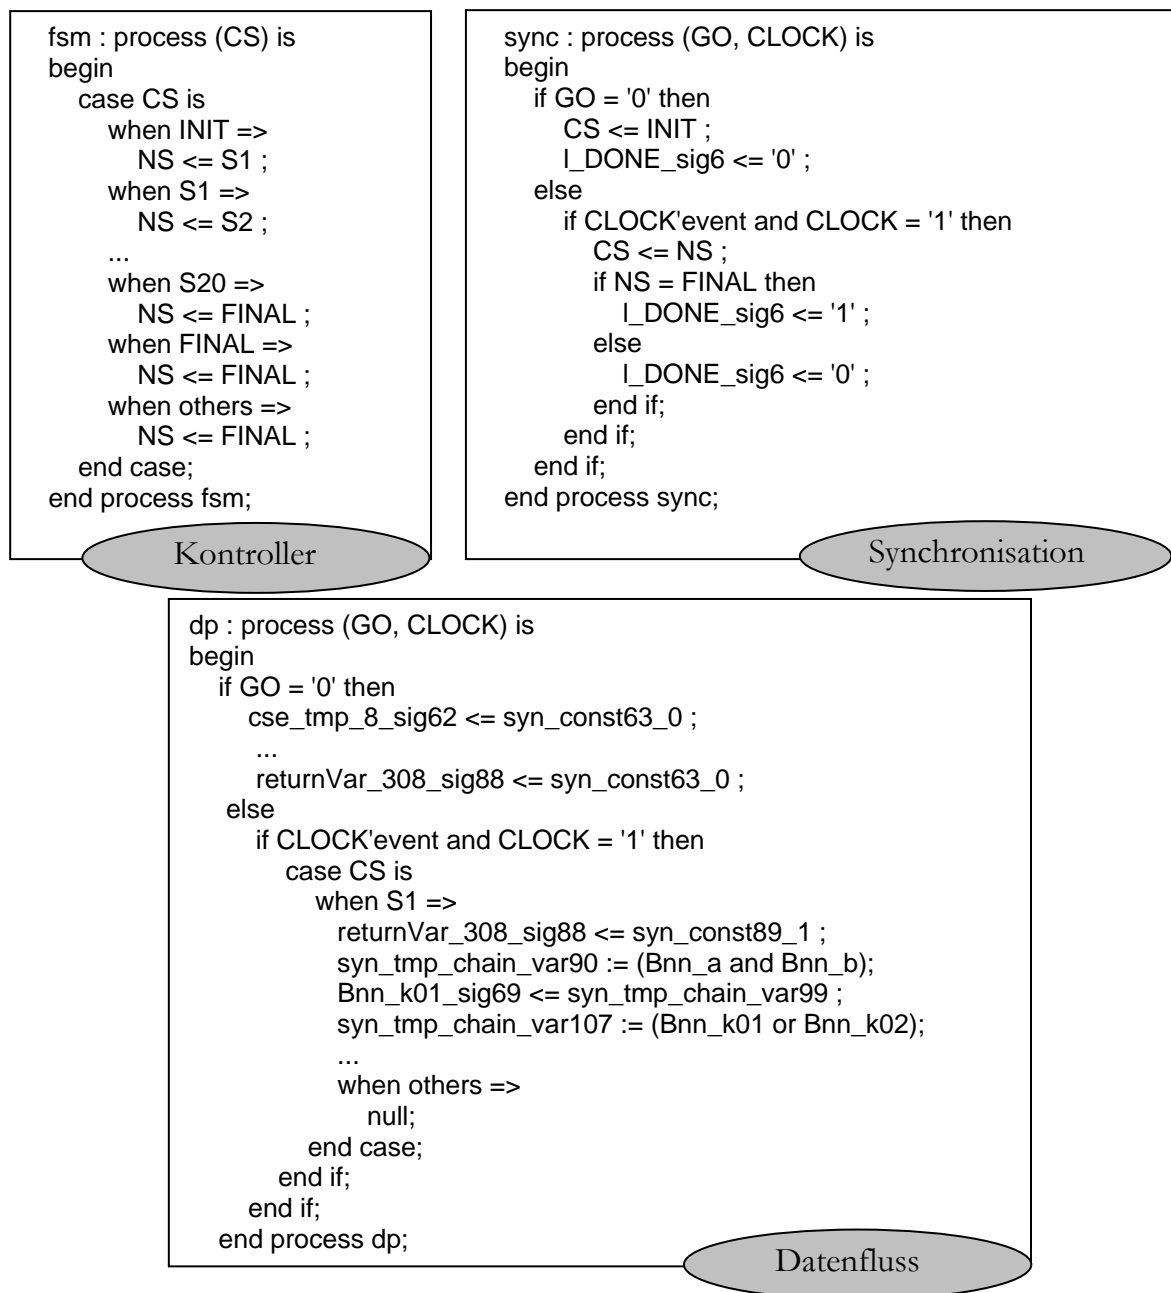 fsm : process (CS) is
begin
case CS is
when INIT =>
NS <= S1 ;
when S1 =>
NS <= S2 ;
...
when S20 =>
NS <= FINAL ;
when FINAL =>
NS <= FINAL ;
when others =>
NS <= FINAL ;
end case;
end process fsm;
Kontroller
sync : process (GO, CLOCK) is
begin
if GO = '0' then
CS <= INIT ;
I_DONE_sig6 <= '0' ;
else
if CLOCK'event and CLOCK = '1' then
CS <= NS ;
if NS = FINAL then
I_DONE_sig6 <= '1' ;
else
I_DONE_sig6 <= '0' ;
end if;
end if;
end if;
end process sync;
Synchronisation
dp : process (GO, CLOCK) is
begin
if GO = '0' then
cse_tmp_8_sig62 <= syn_const63_0 ;
...
returnVar_308_sig88 <= syn_const63_0 ;
else
if CLOCK'event and CLOCK = '1' then
case CS is
when S1 =>
returnVar_308_sig88 <= syn_const89_1 ;
syn_tmp_chain_var90 := (Bnn_a and Bnn_b);
Bnn_k01_sig69 <= syn_tmp_chain_var99 ;
syn_tmp_chain_var107 := (Bnn_k01 or Bnn_k02);
...
when others =>
null;
end case;
end if;
end if;
end process dp;
Datenfluss